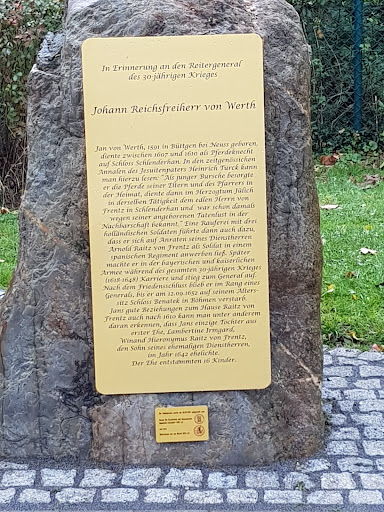 In Erinnerung an den Reitergeneral
des 30-jährigen Krieges
Johann Reichsfreiherr von Werth
Jan von Werth, 1591 in Büttgen bei Neuss geboren,
diente zwischen 1607 und 1610 als Pferdeknecht
auf Schloss Schlenderhan. In den zeitgenössischen
Annalen des Jesuitenpaters Heinrich Turck kann
man hierzu lesen: "Als junger Bursche besorgte
er die Pferde seiner Eltern und des Pfarrers in
der Heimat, diente dann im Herzogtum Jülich
in derselben Tätigkeit dem edlen Herrn von
Frentz in Schlenderhan und war schon damals
wegen seiner angeborenen Tatenlust in der
Nachbarschaft bekannt." Eine Rauferei mit drei
holländischen Soldaten führte dann auch dazu,
dass er sich auf Anraten seines Dienstherren,
Arnold Raitz von Frentz als Soldat in einem
spanischen Regiment anwerben ließ. Später
machte er in der bayerischen und kaiserlichen
Armee während des gesamten 30-jährigen Krieges
(1618-1648) Karriere und stieg zum General auf.
Nach dem Friedensschluss blieb er im Rang eines
Generals, bis er am 12.09.1652 auf seinem Alters-
sitz Schloss Benatek in Böhmen verstarb.
Jans gute Beziehungen zum Hause Raitz von
Frentz auch nach 1610 kann man unter anderem
daran erkennen, dass Jans einzige Tochter aus
erster Ehe, Lambertine Irmgard,
Winand Hieronymus Raitz von Frentz,
den Sohn seines ehemaligen Dienstherren,
im Jahr 1642 ehelichte.
Der Ehe entstammten 16 Kinder.